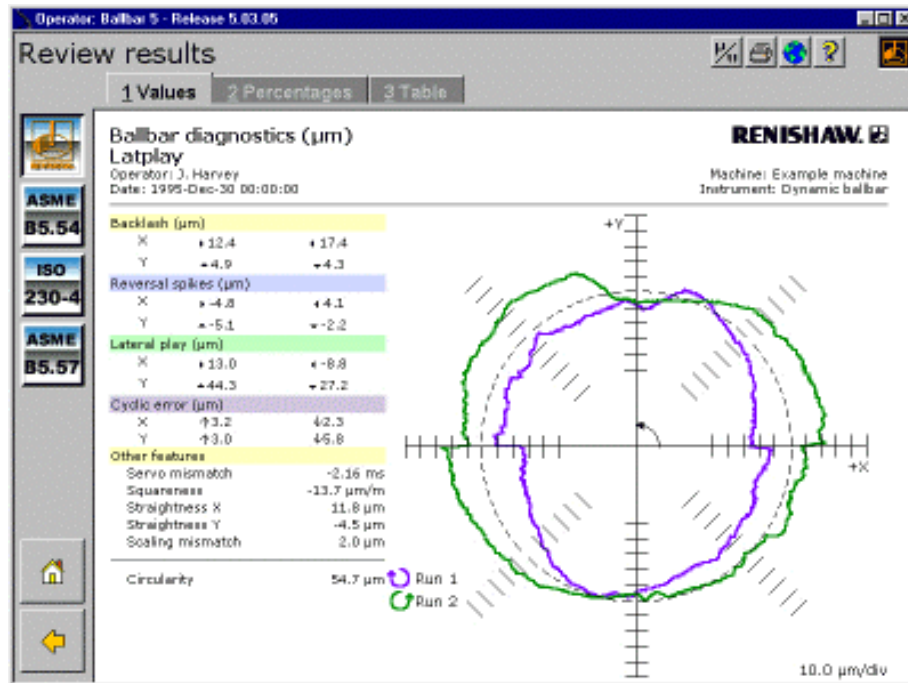 Operator: Ballbar 5 - Release 5.03.05
Review results
1 Values 2 Percentages 3 Table
Ballbar diagnostics (µm)
RENISHAW.
Latplay
Operator: J. Harvey
Machine: Example machine
Date: 1995-Dec-30 00:00:00
Instrument: Dynamic ballbar
ASME
B5.54
ISO
230-4
ASME
B5.57
Backlash (µm)
X 12.4 17.4
Y 4.9 4.3
Reversal spikes (µm)
X -4.8 4.1
Y -5.1 -2.2
Lateral play (µm)
X 13.0 -8.8
Y 44.3 27.2
Cyclic error (µm)
X ↑3.2 ↓2.3
Y ↑3.0 ↓5.8
Other features
Servo mismatch -2.16 ms
Squareness -13.7 µm/m
Straightness X 11.8 µm
Straightness Y -4.5 µm
Scaling mismatch 2.0 µm
Circularity 54.7 µm
+Y
+X
Run 1
Run 2
10.0 µm/div